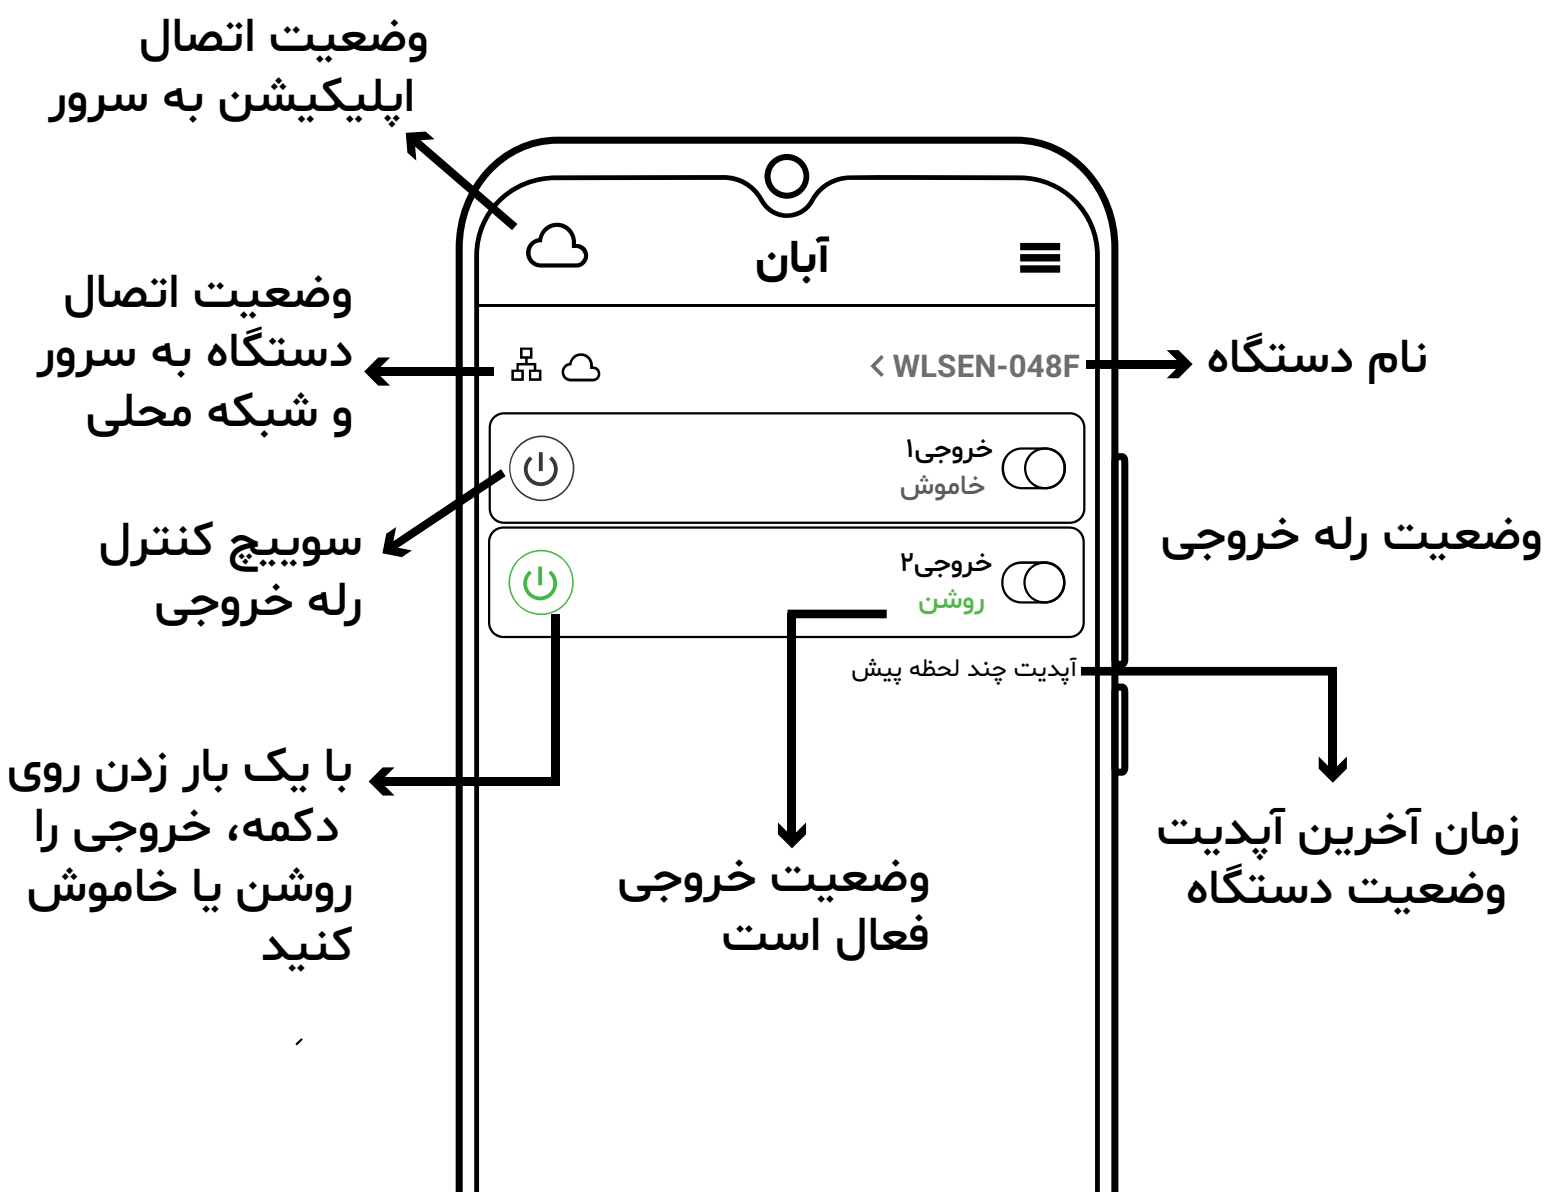 وضعیت اتصال
اپلیکیشن به سرور
آبان
وضعیت اتصال
دستگاه به سرور
و شبکه محلی
WLSEN-048F >
نام دستگاه
خروجی۱
خاموش
سوییچ کنترل
رله خروجی
وضعیت رله خروجی
خروجی۲
روشن
آپدیت چند لحظه پیش
با یک بار زدن روی
دکمه، خروجی را
روشن یا خاموش
کنید
وضعیت خروجی
فعال است
زمان آخرین آپدیت
وضعیت دستگاه